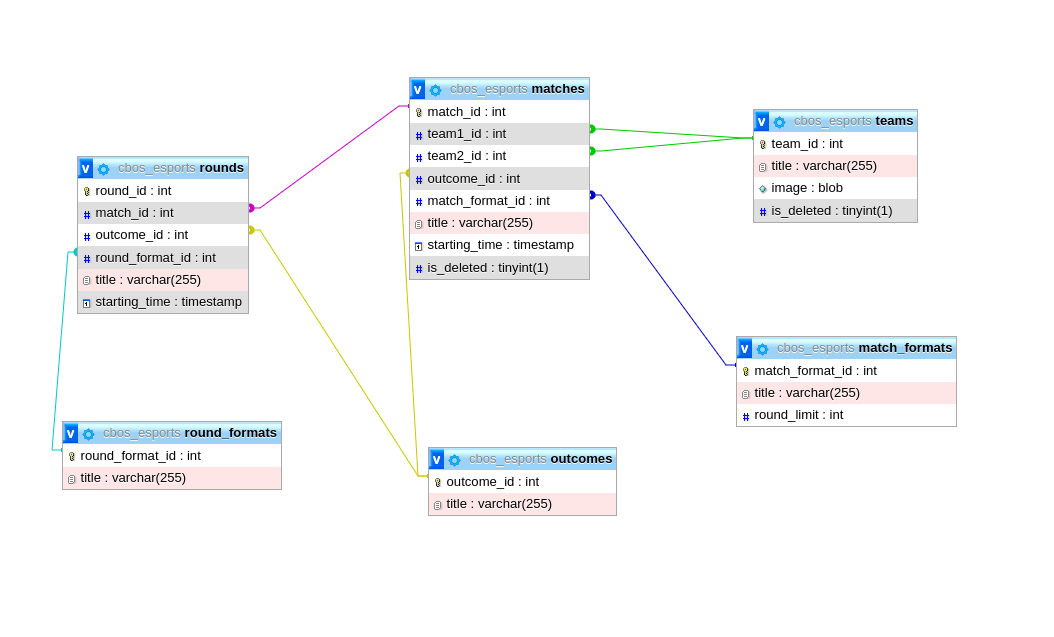 v cbos_esports rounds
round_id : int
match_id : int
outcome_id : int
round_format_id : int
title : varchar(255)
starting_time : timestamp
v cbos_esports matches
match_id : int
team1_id : int
team2_id : int
outcome_id : int
match_format_id : int
title : varchar(255)
starting_time : timestamp
is_deleted : tinyint(1)
v cbos_esports teams
team_id : int
title : varchar(255)
image : blob
is_deleted : tinyint(1)
v cbos_esports match_formats
match_format_id : int
title : varchar(255)
round_limit : int
v cbos_esports round_formats
round_format_id : int
title : varchar(255)
v cbos_esports outcomes
outcome_id : int
title : varchar(255)